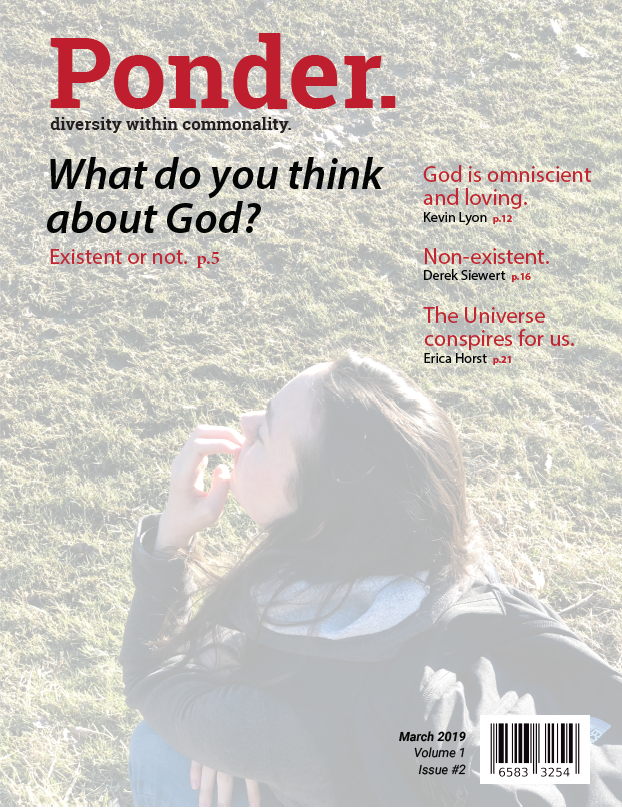 Ponder.
diversity within commonality.
What do you think
about God?
Existent or not. p.5
God is omniscient
and loving.
Kevin Lyon p.12
Non-existent.
Derek Siewert p.16
The Universe
conspires for us.
Erica Horst p.21
March 2019
Volume 1
Issue #2
6583 3254